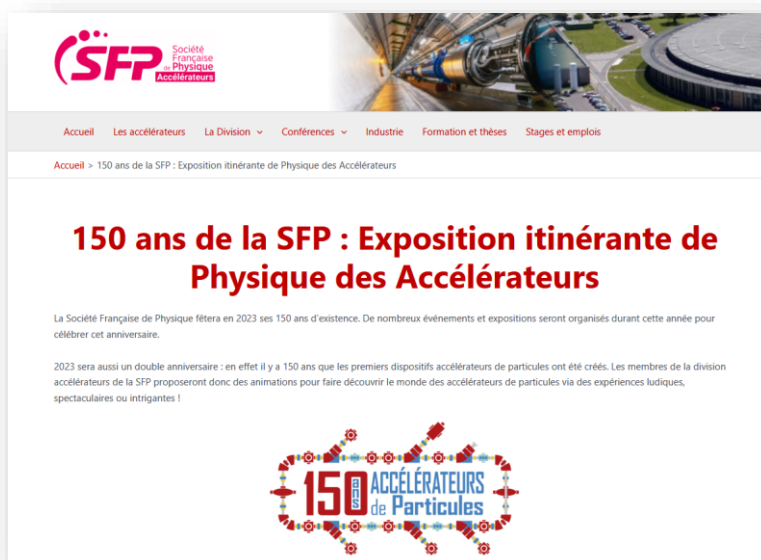 SFP
Société
Française
de Physique
Accélérateurs
Accueil Les accélérateurs La Division Conférences Industrie Formation et thèses Stages et emplois
Accueil > 150 ans de la SFP : Exposition itinérante de Physique des Accélérateurs
150 ans de la SFP : Exposition itinérante de
Physique des Accélérateurs
La Société Française de Physique fêtera en 2023 ses 150 ans d'existence. De nombreux événements et expositions seront organisés durant cette année pour
célébrer cet anniversaire.
2023 sera aussi un double anniversaire : en effet il y a 150 ans que les premiers dispositifs accélérateurs de particules ont été créés. Les membres de la division
accélérateurs de la SFP proposeront donc des animations pour faire découvrir le monde des accélérateurs de particules via des expériences ludiques,
spectaculaires ou intrigantes !
150 ans ACCÉLÉRATEURS
de Particules